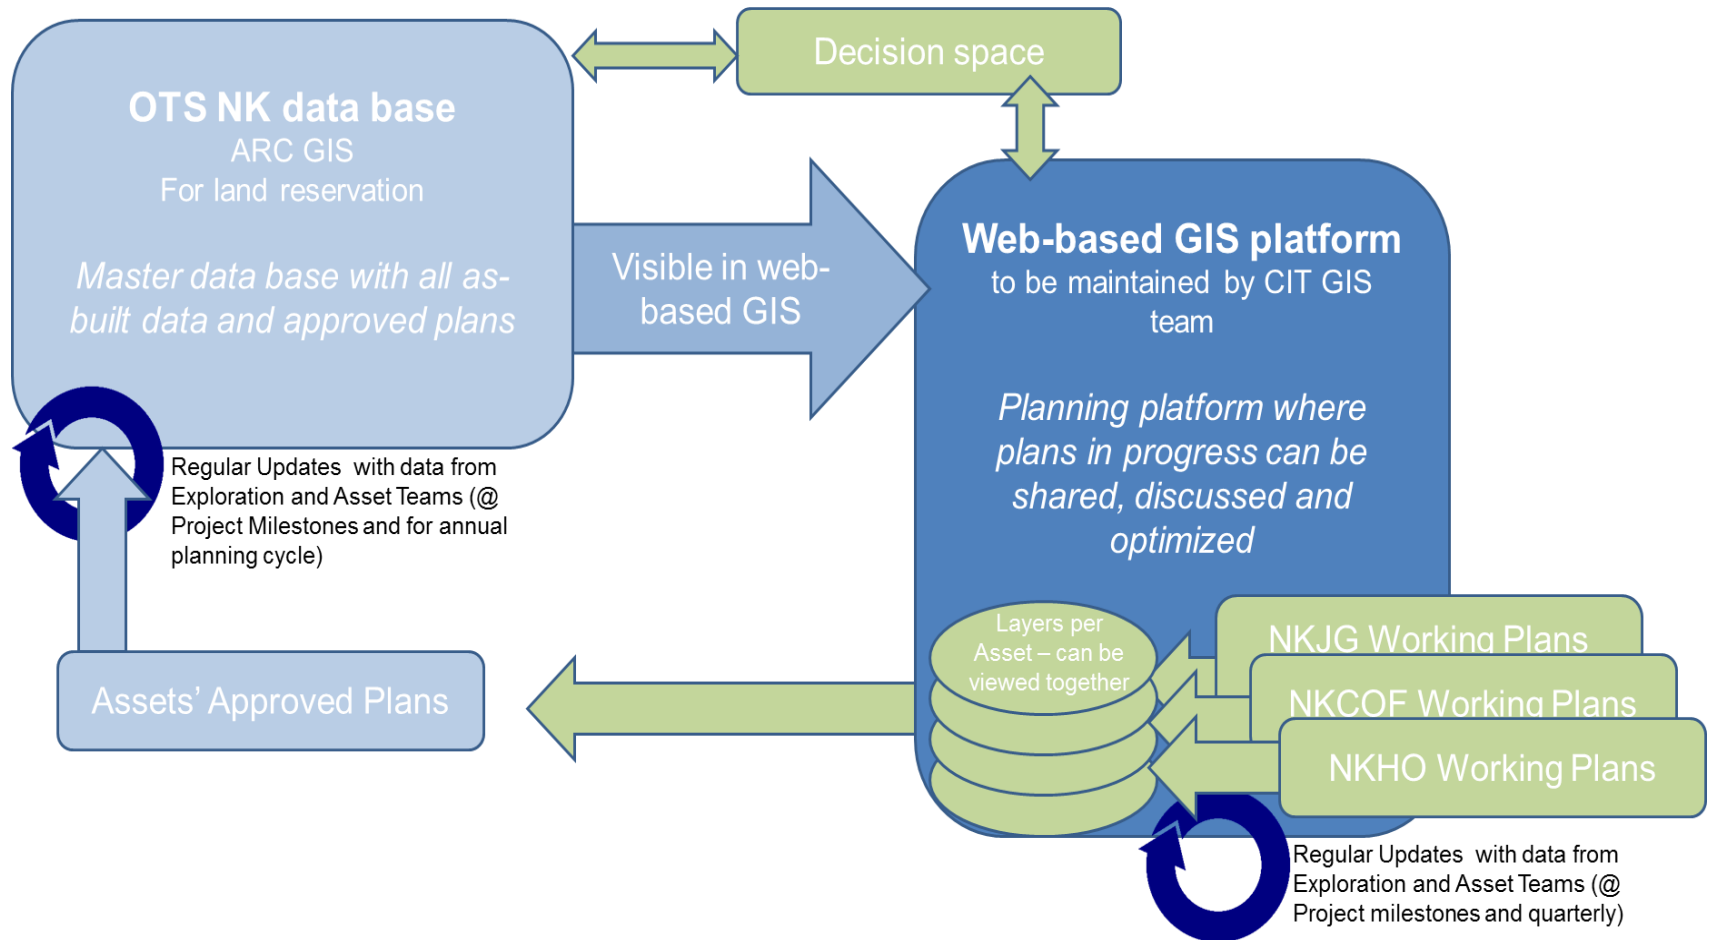 Decision space
OTS NK data base
ARC GIS
For land reservation
Master data base with all as-
built data and approved plans
Visible in web-
based GIS
Web-based GIS platform
to be maintained by CIT GIS
team
Planning platform where
plans in progress can be
shared, discussed and
optimized
Regular Updates with data from
Exploration and Asset Teams (@
Project Milestones and for annual
planning cycle)
Assets’ Approved Plans
Layers per
Asset – can be
viewed together
NKJG Working Plans
NKCOF Working Plans
NKHO Working Plans
Regular Updates with data from
Exploration and Asset Teams (@
Project milestones and quarterly)